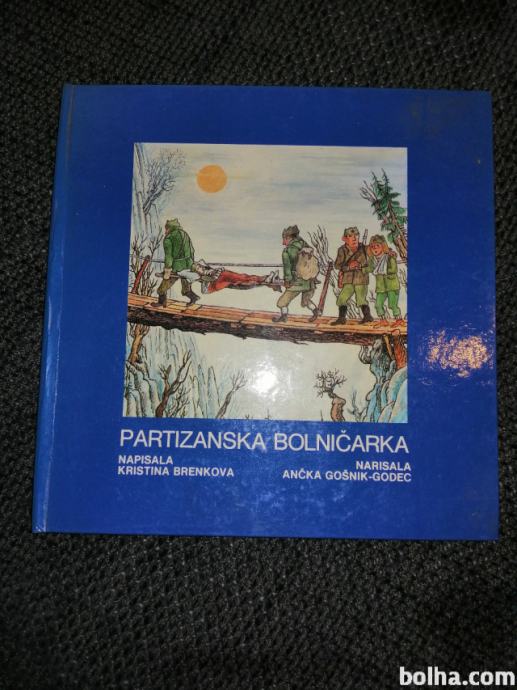 PARTIZANSKA BOLNIČARKA
NAPISALA
KRISTINA BRENKOVA
NARISALA
ANČKA GOŠNIK-GODEC
bolha.com